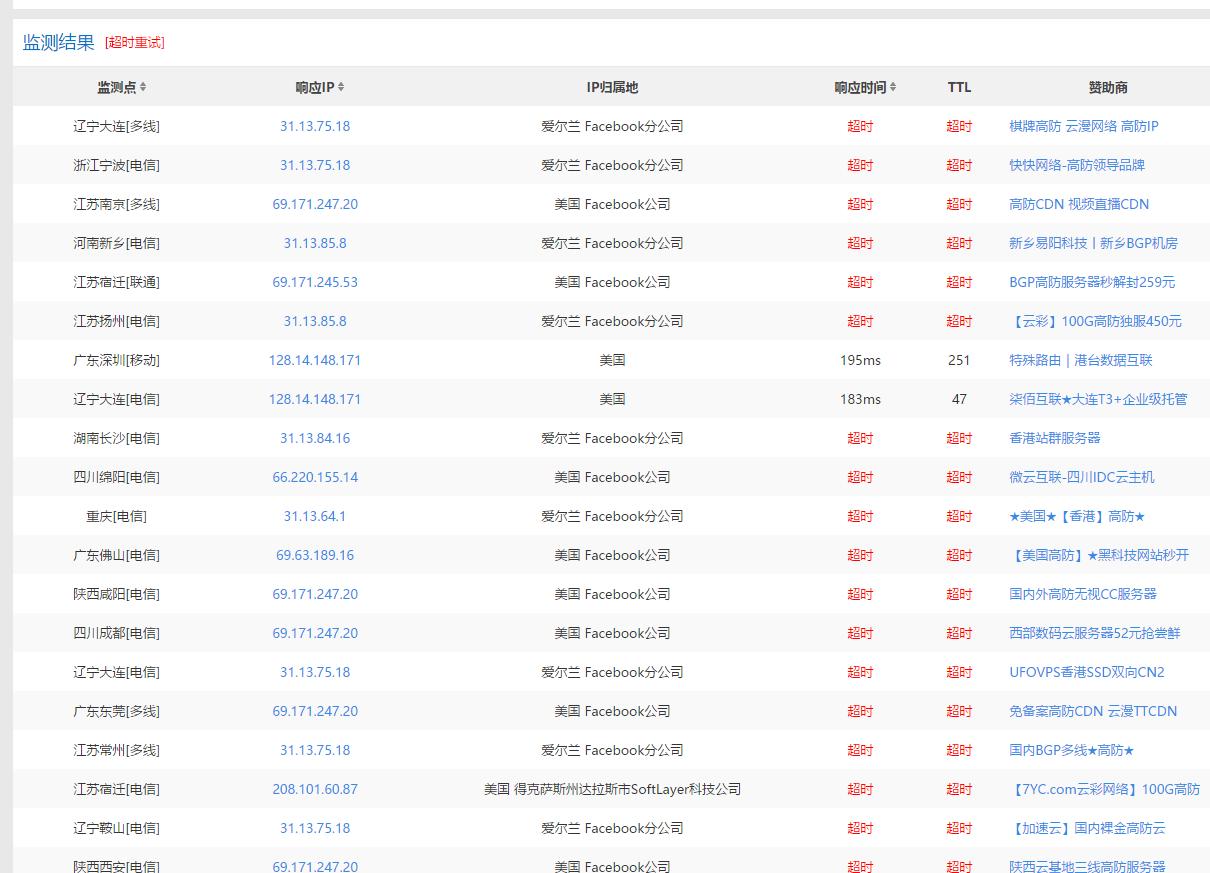 监测结果 [超时重试]
监测点 响应IP IP归属地 响应时间 TTL 赞助商
辽宁大连[多线] 31.13.75.18 爱尔兰 Facebook分公司 超时 超时 棋牌高防 云漫网络 高防IP
浙江宁波[电信] 31.13.75.18 爱尔兰 Facebook分公司 超时 超时 快快网络-高防领导品牌
江苏南京[多线] 69.171.247.20 美国 Facebook公司 超时 超时 高防CDN 视频直播CDN
河南新乡[电信] 31.13.85.8 爱尔兰 Facebook分公司 超时 超时 新乡易阳科技丨新乡BGP机房
江苏宿迁[联通] 69.171.245.53 美国 Facebook公司 超时 超时 BGP高防服务器秒解封259元
江苏扬州[电信] 31.13.85.8 爱尔兰 Facebook分公司 超时 超时 【云彩】100G高防独服450元
广东深圳[移动] 128.14.148.171 美国 195ms 251 特殊路由｜港台数据互联
辽宁大连[电信] 128.14.148.171 美国 183ms 47 柒佰互联★大连T3+企业级托管
湖南长沙[电信] 31.13.84.16 爱尔兰 Facebook分公司 超时 超时 香港站群服务器
四川绵阳[电信] 66.220.155.14 美国 Facebook公司 超时 超时 微云互联-四川IDC云主机
重庆[电信] 31.13.64.1 爱尔兰 Facebook分公司 超时 超时 ★美国★【香港】高防★
广东佛山[电信] 69.63.189.16 美国 Facebook公司 超时 超时 【美国高防】★黑科技网站秒开
陕西咸阳[电信] 69.171.247.20 美国 Facebook公司 超时 超时 国内外高防无视CC服务器
四川成都[电信] 69.171.247.20 美国 Facebook公司 超时 超时 西部数码云服务器52元抢尝鲜
辽宁大连[电信] 31.13.75.18 爱尔兰 Facebook分公司 超时 超时 UFOVPS香港SSD双向CN2
广东东莞[多线] 69.171.247.20 美国 Facebook公司 超时 超时 免备案高防CDN 云漫TTCDN
江苏常州[多线] 31.13.75.18 爱尔兰 Facebook分公司 超时 超时 国内BGP多线★高防★
江苏宿迁[电信] 208.101.60.87 美国 得克萨斯州达拉斯市SoftLayer科技公司 超时 超时 【7YC.com云彩网络】100G高防
辽宁鞍山[电信] 31.13.75.18 爱尔兰 Facebook分公司 超时 超时 【加速云】国内裸金高防云
陕西西安[电信] 69.171.247.20 美国 Facebook公司 超时 超时 陕西云基地三线高防服务器